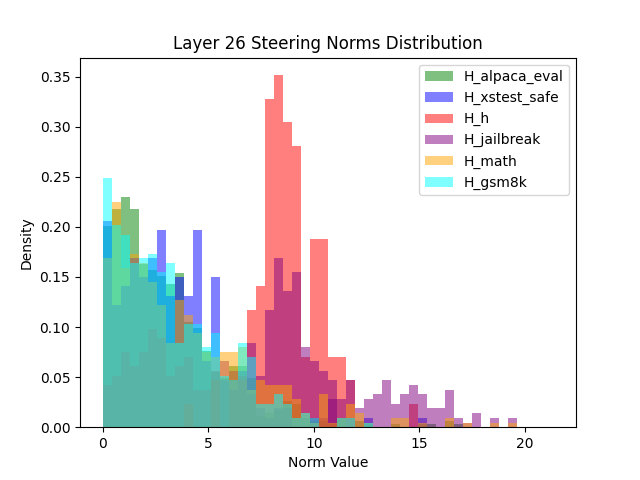 Layer 26 Steering Norms Distribution
H_alpaca_eval
H_xstest_safe
H_h
H_jailbreak
H_math
H_gsm8k
Density
0.35
0.30
0.25
0.20
0.15
0.10
0.05
0.00
0 5 10 15 20
Norm Value